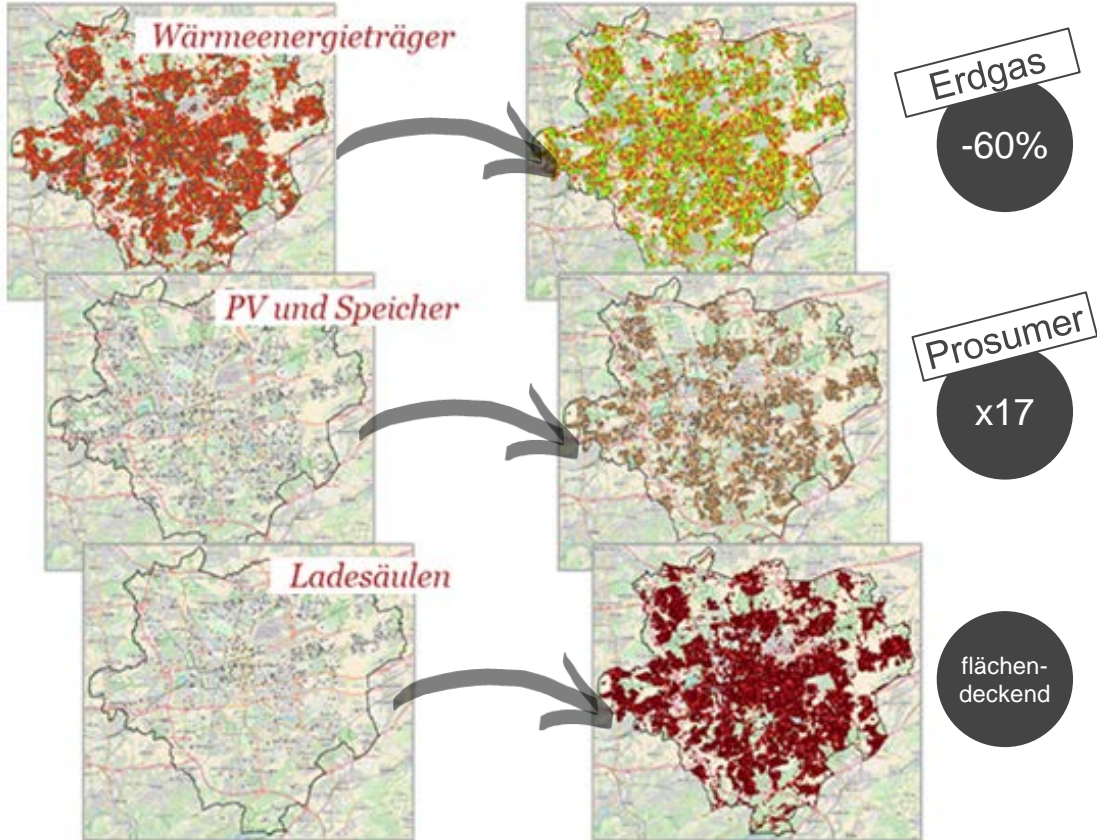 Wärmeenergieträger
Erdgas
-60%
PV und Speicher
Prosumer
x17
Ladesäulen
flächen-
deckend